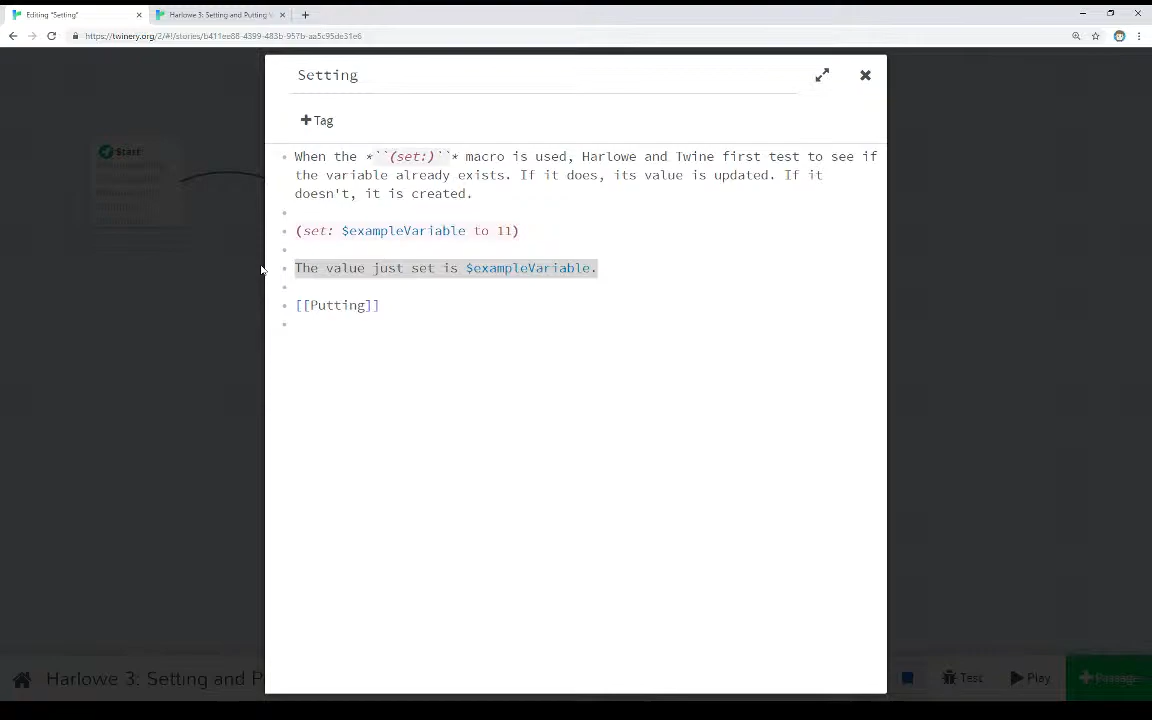 Editing "Setting"
Harlowe 3: Setting and Putting
https://twinery.org/2/#!/stories/b411ee88-4399-483b-957b-aa5c95de31e6
Setting
Tag
Start
When the *``(set:)``* macro is used, Harlowe and Twine first test to see if
the variable already exists. If it does, its value is updated. If it
doesn't, it is created.
(set: $exampleVariable to 11)
The value just set is $exampleVariable.
[[Putting]]
Harlowe 3: Setting and P
Test
Play
Passage